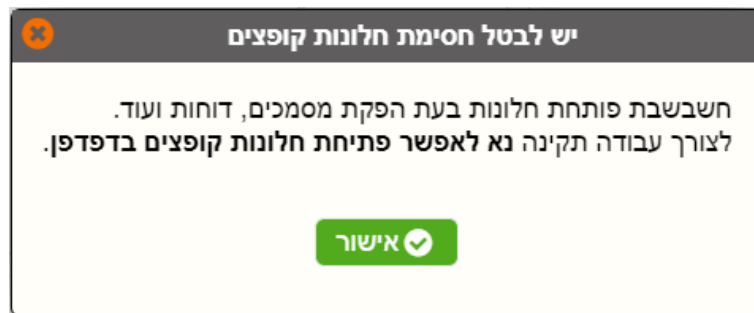 יש לבטל חסימת חלונות קופצים
חשבשבת פותחת חלונות בעת הפקת מסמכים, דוחות ועוד.
לצורך עבודה תקינה נא לאפשר פתיחת חלונות קופצים בדפדפן.
אישור